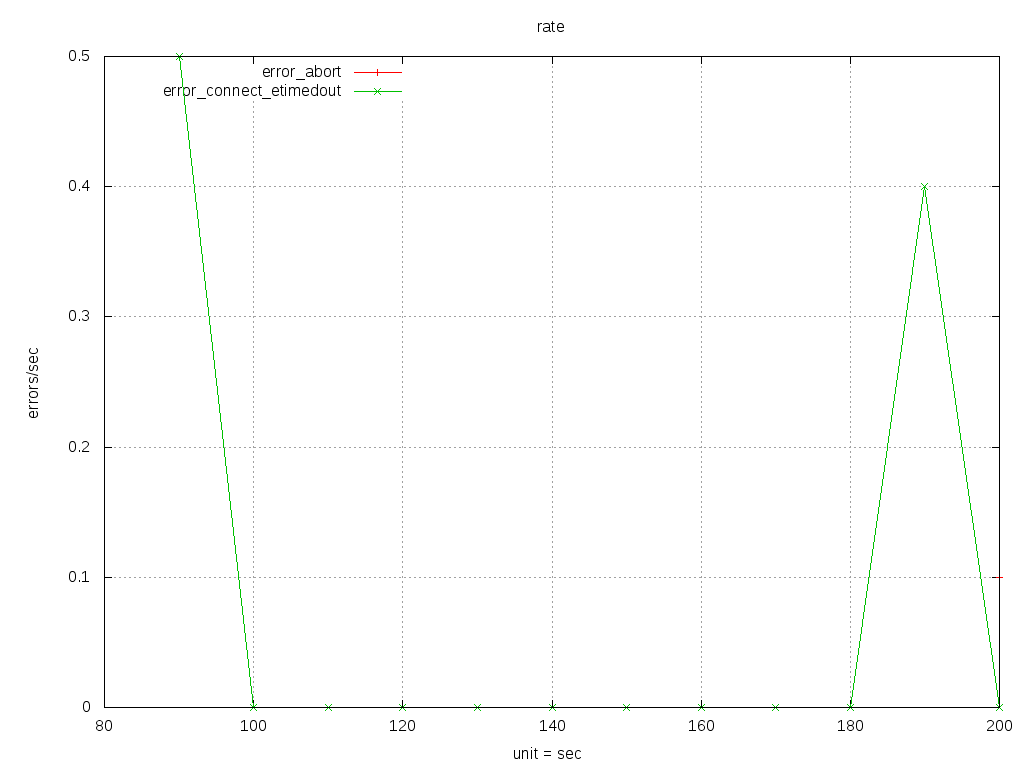 rate
0.5
error_abort
error_connect_etimedout
0.4
0.3
errors/sec
0.2
0.1
0
80 100 120 140 160 180 200
unit = sec